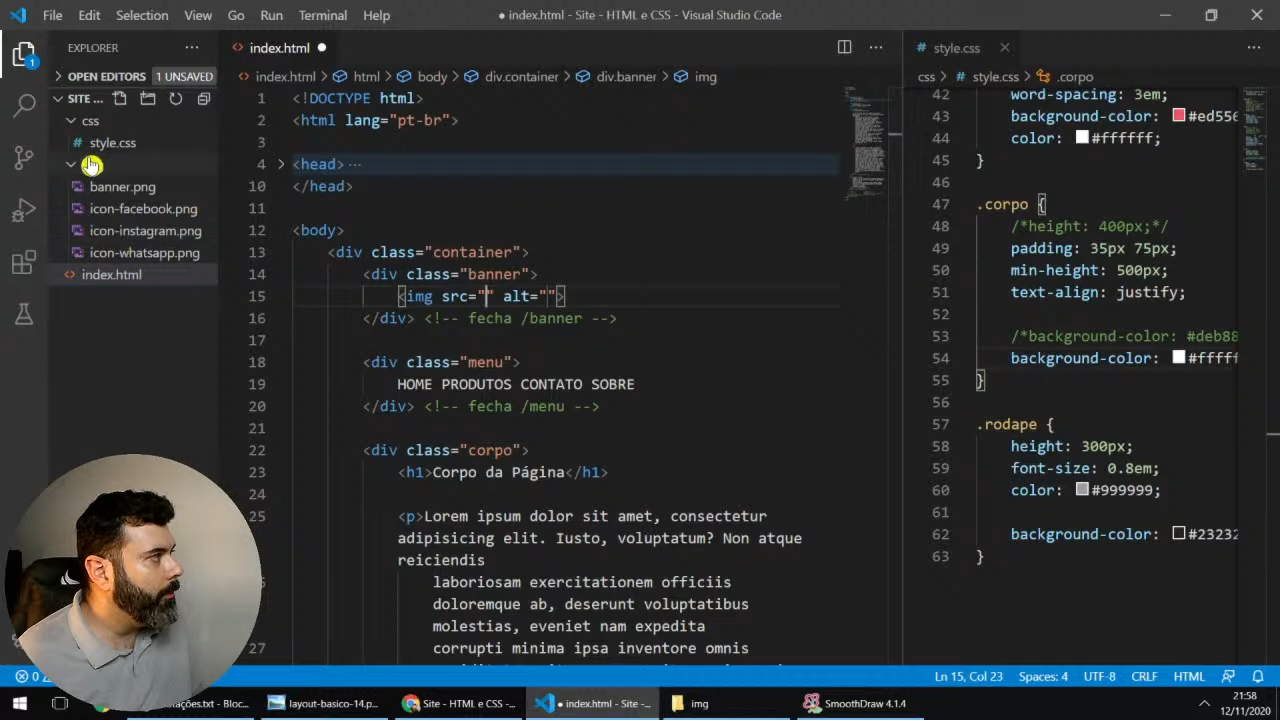 File Edit Selection View Go Run Terminal Help
● index.html - Site - HTML e CSS - Visual Studio Code
EXPLORER
OPEN EDITORS 1 UNSAVED
SITE ...
css
style.css
banner.png
icon-facebook.png
icon-instagram.png
icon-whatsapp.png
index.html
1
<> index.html ●
<> index.html > html > body > div.container > div.banner > img
1 <!DOCTYPE html>
2 <html lang="pt-br">
3
4 <head> ...
10 </head>
11
12 <body>
13 <div class="container">
14 <div class="banner">
15 <img src="" alt="">
16 </div> <!-- fecha /banner -->
17
18 <div class="menu">
19 HOME PRODUTOS CONTATO SOBRE
20 </div> <!-- fecha /menu -->
21
22 <div class="corpo">
23 <h1>Corpo da Página</h1>
24
25 <p>Lorem ipsum dolor sit amet, consectetur
adipisicing elit. Iusto, voluptatum? Non atque
reiciendis
laboriosam exercitationem officiis
doloremque ab, deserunt voluptatibus
molestias, eveniet nam expedita
corrupti minima ipsa inventore omnis
27
# style.css
css > # style.css > .corpo
42 word-spacing: 3em;
43 background-color: #ed55
44 color: #ffffff;
45 }
46
47 .corpo {
48 /*height: 400px;*/
49 padding: 35px 75px;
50 min-height: 500px;
51 text-align: justify;
52
53 /*background-color: #deb88
54 background-color: #fffff
55 }
56
57 .rodape {
58 height: 300px;
59 font-size: 0.8em;
60 color: #999999;
61
62 background-color: #23232
63 }
0
Ln 15, Col 23 Spaces: 4 UTF-8 CRLF HTML
.txt - Bloc... layout-basico-14.p... Site - HTML e CSS -... ● index.html - Site -... img SmoothDraw 4.1.4
21:58
12/11/2020